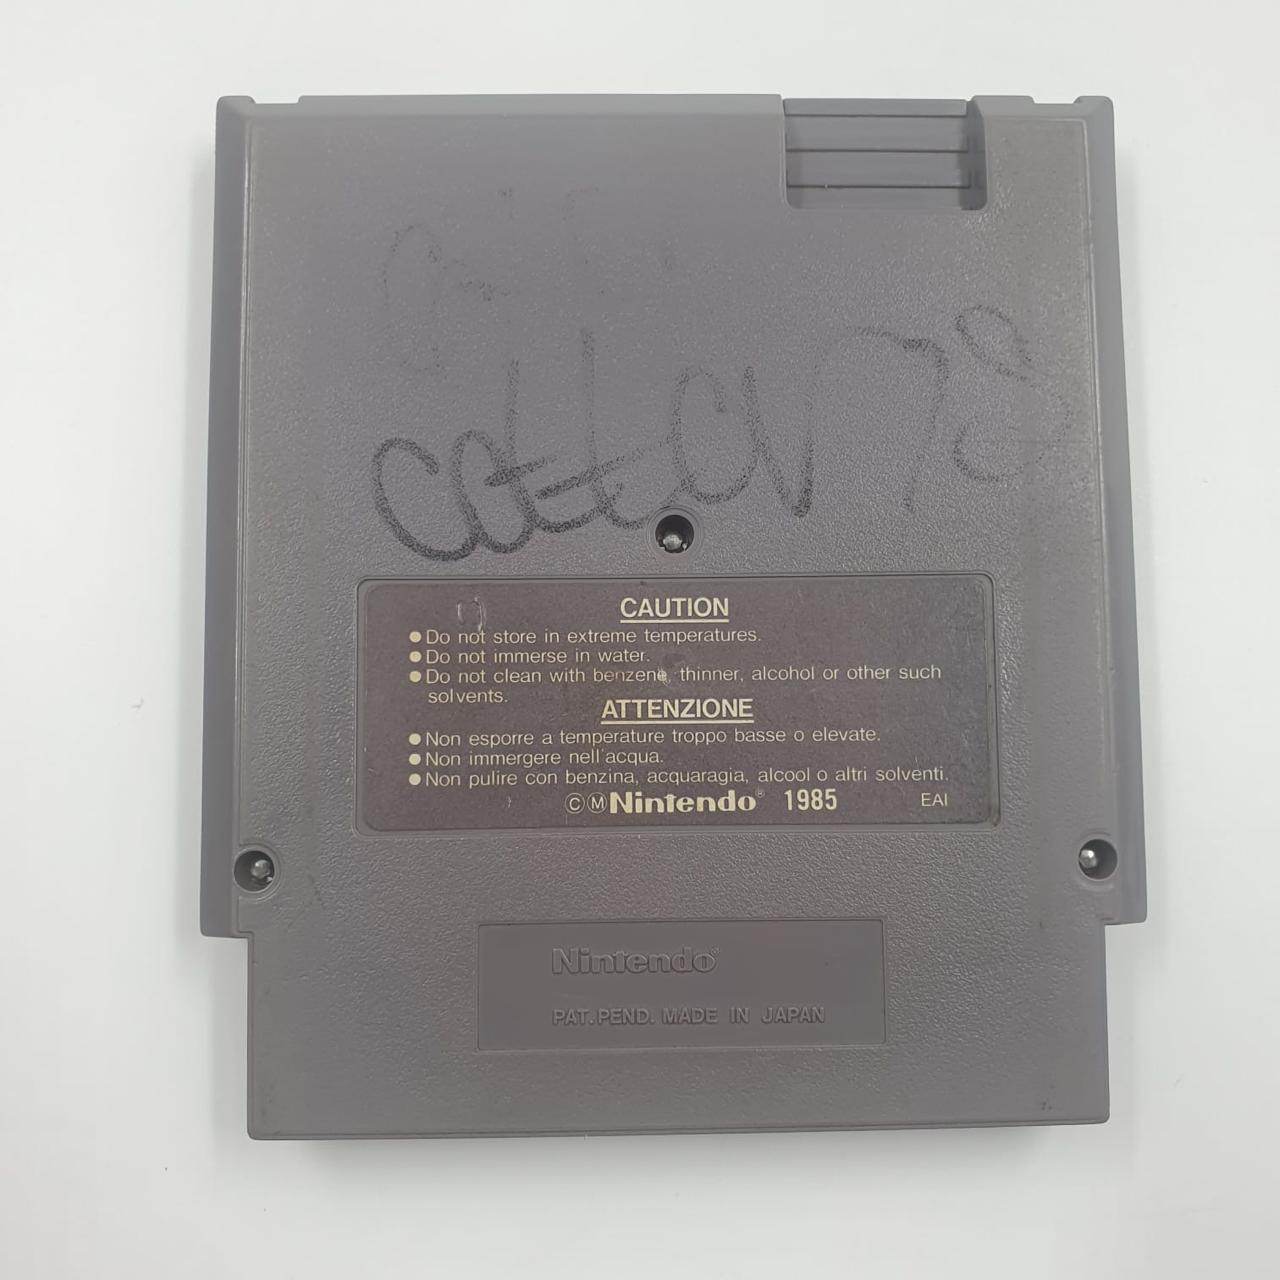 CAUTION
● Do not store in extreme temperatures.
● Do not immerse in water.
● Do not clean with benzene, thinner, alcohol or other such
solvents.
ATTENZIONE
● Non esporre a temperature troppo basse o elevate.
● Non immergere nell'acqua.
● Non pulire con benzina, acquaragia, alcool o altri solventi.
©Ⓜ Nintendo® 1985 EAI
Nintendo®
PAT. PEND. MADE IN JAPAN